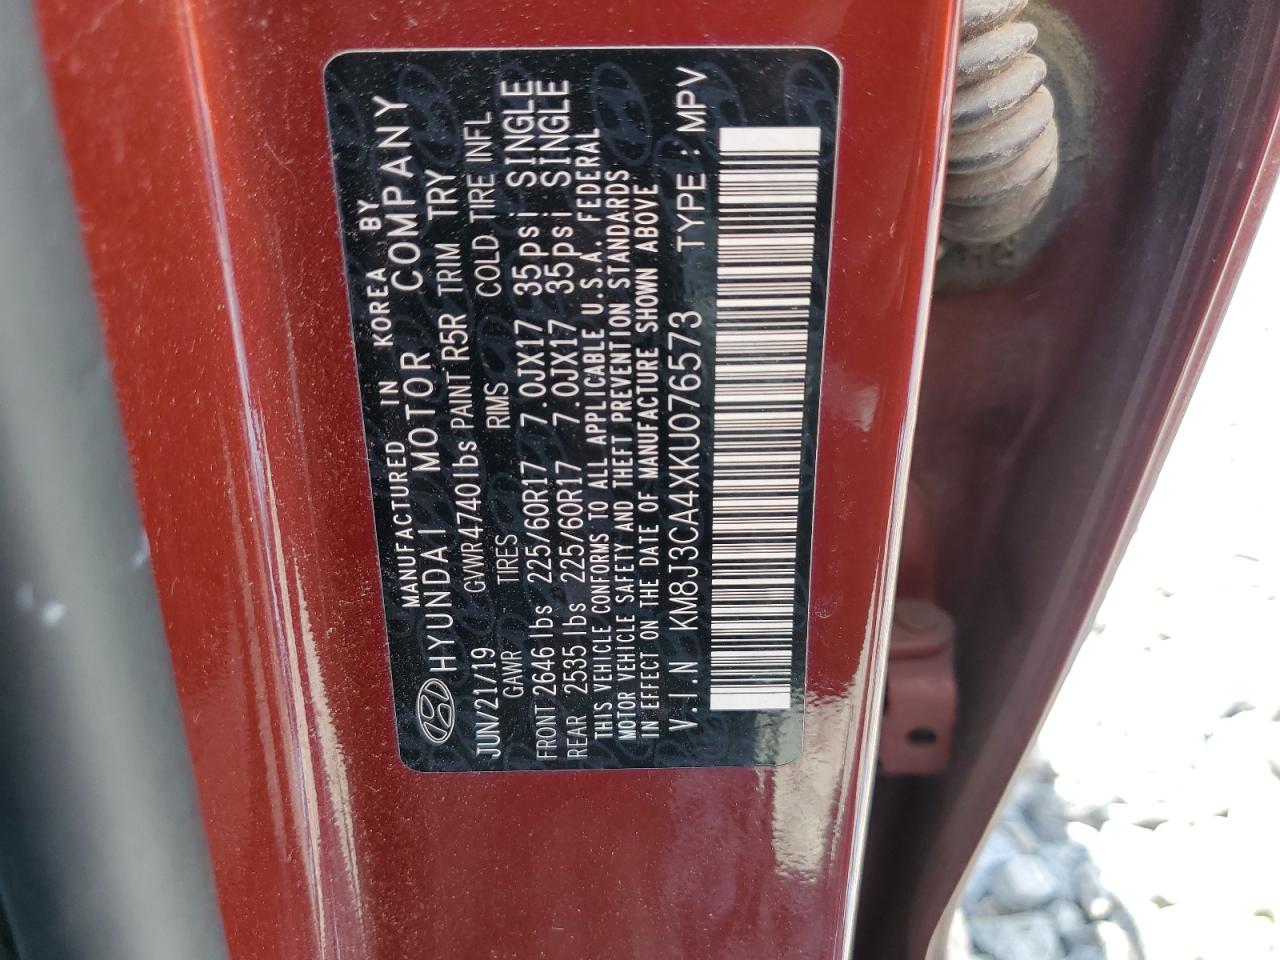 MANUFACTURED IN KOREA BY
HYUNDAI MOTOR COMPANY
JUN/21/19 GVWR 4740lbs PAINT R5R TRIM TRY
GAWR TIRES RIMS COLD TIRE INFL
FRONT 2646 lbs 225/60R17 7.0JX17 35psi SINGLE
REAR 2535 lbs 225/60R17 7.0JX17 35psi SINGLE
THIS VEHICLE CONFORMS TO ALL APPLICABLE U.S.A. FEDERAL
MOTOR VEHICLE SAFETY AND THEFT PREVENTION STANDARDS
IN EFFECT ON THE DATE OF MANUFACTURE SHOWN ABOVE
V.I.N KM8J3CA4XKU076573 TYPE: MPV